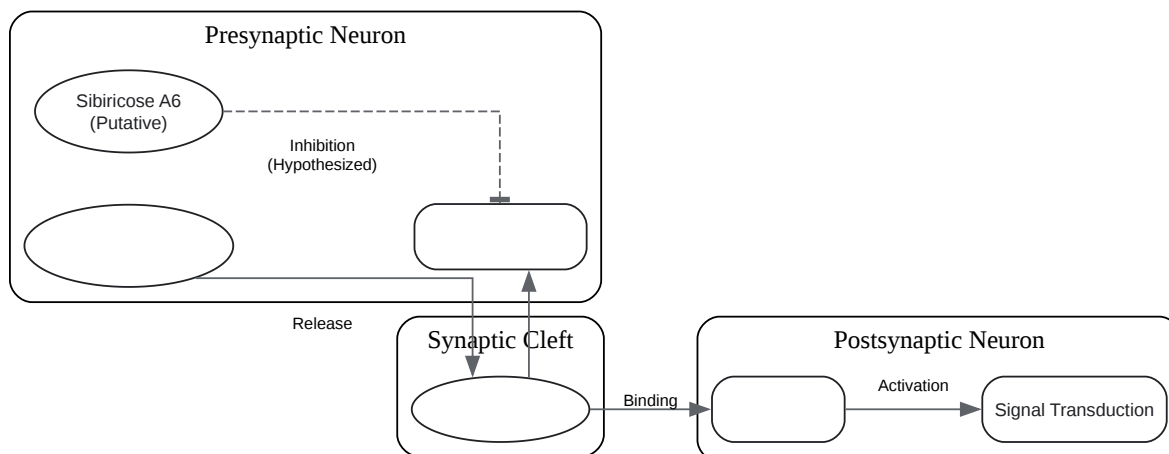 Presynaptic Neuron
Sibiricose A6
(Putative)
Inhibition
(Hypothesized)
Release
Synaptic Cleft
Postsynaptic Neuron
Binding
Activation
Signal Transduction